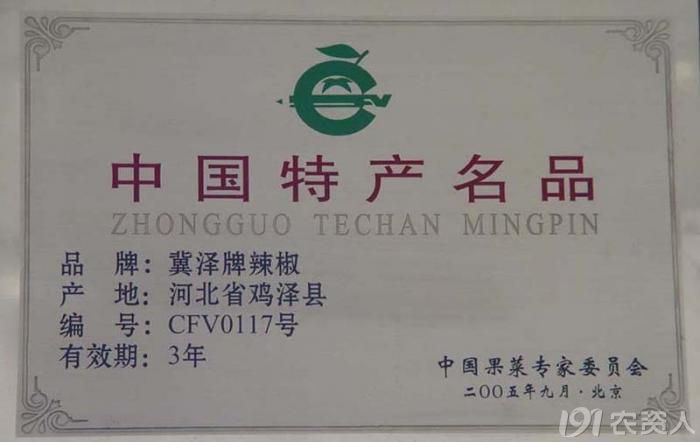 中国特产名品
ZHONGGUO TECHAN MINGPIN
品 牌：冀泽牌辣椒
产 地：河北省鸡泽县
编 号：CFV0117号
有效期：3年
中国果菜专家委员会
二〇〇五年九月·北京
191农资人